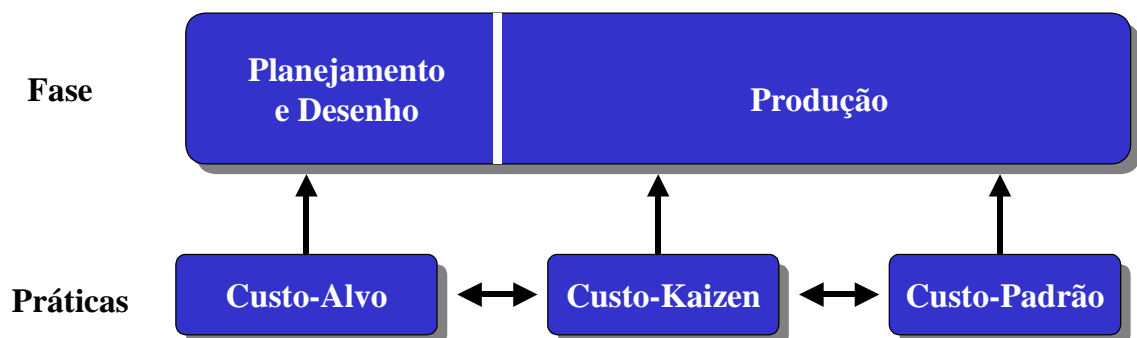 Fase
Planejamento
e Desenho
Produção
Práticas
Custo-Alvo
Custo-Kaizen
Custo-Padrão